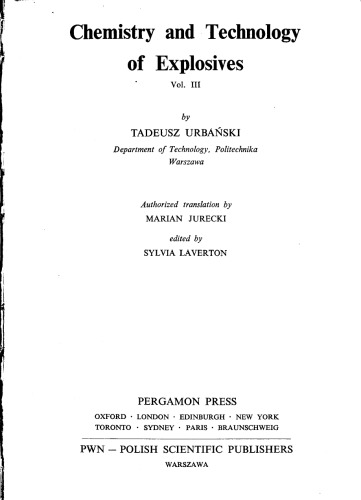 Chemistry and Technology
of Explosives
Vol. III
by
TADEUSZ URBAŃSKI
Department of Technology, Politechnika
Warszawa
Authorized translation by
MARIAN JURECKI
edited by
SYLVIA LAVERTON
PERGAMON PRESS
OXFORD · LONDON · EDINBURGH · NEW YORK
TORONTO · SYDNEY · PARIS · BRAUNSCHWEIG
PWN — POLISH SCIENTIFIC PUBLISHERS
WARSZAWA